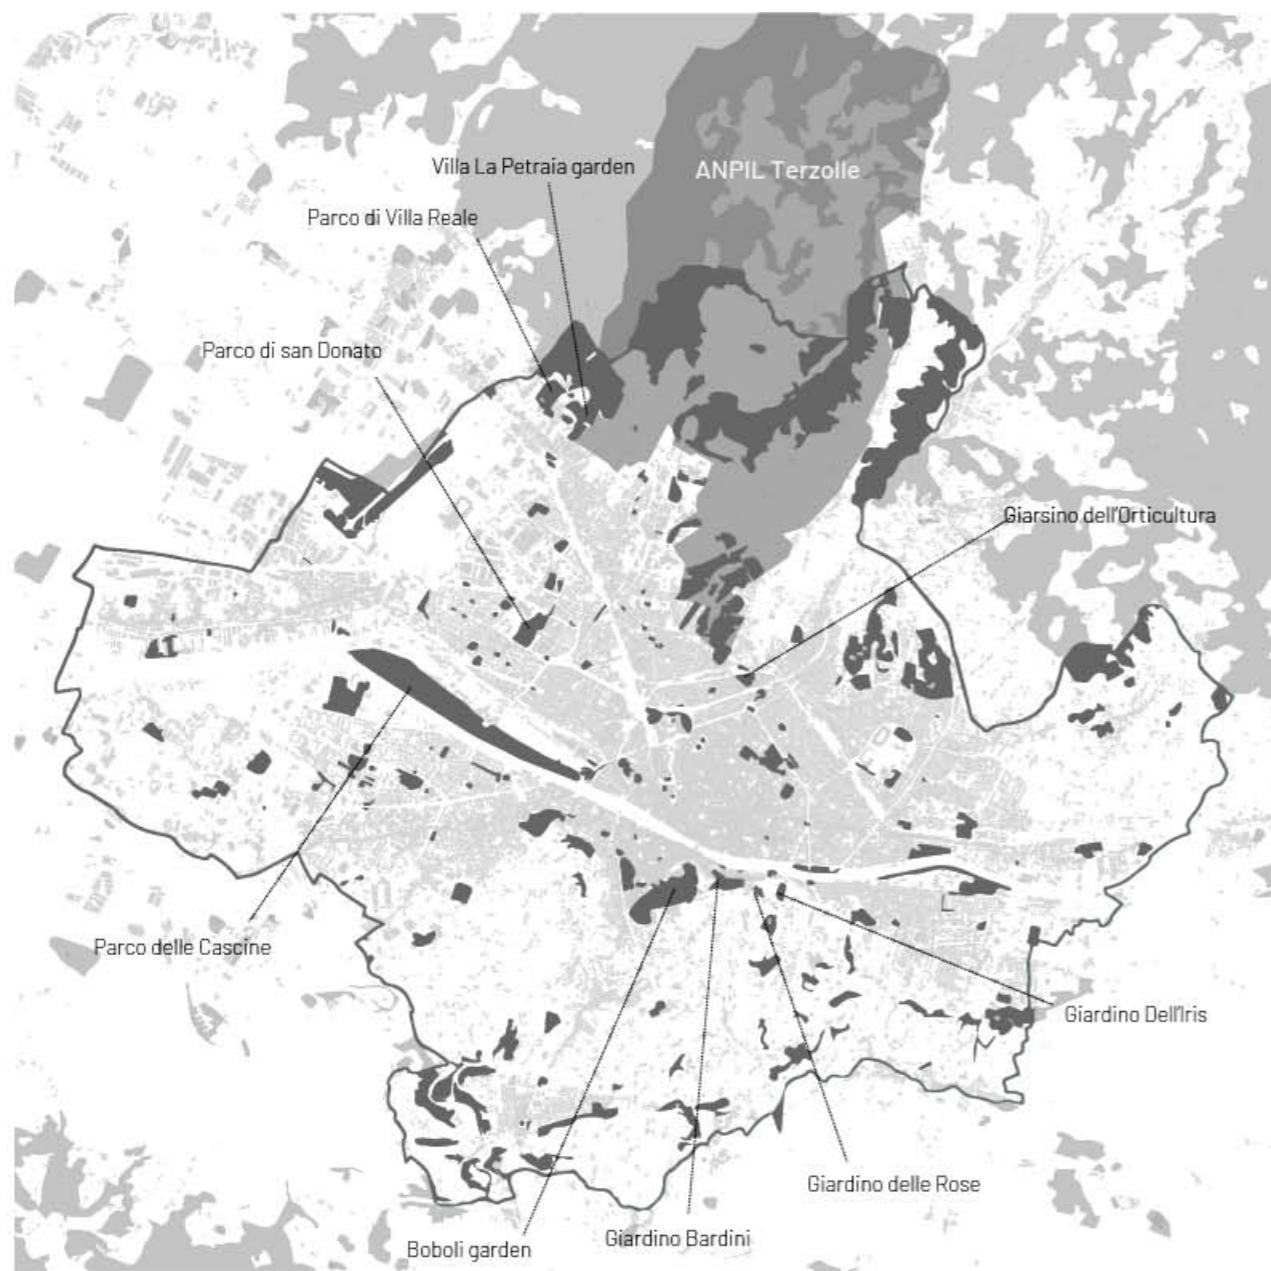 Villa La Petraia garden
ANPIL Terzolle
Parco di Villa Reale
Parco di san Donato
Giarsino dell'Orticultura
Parco delle Cascine
Giardino Dell'Iris
Giardino delle Rose
Giardino Bardini
Boboli garden